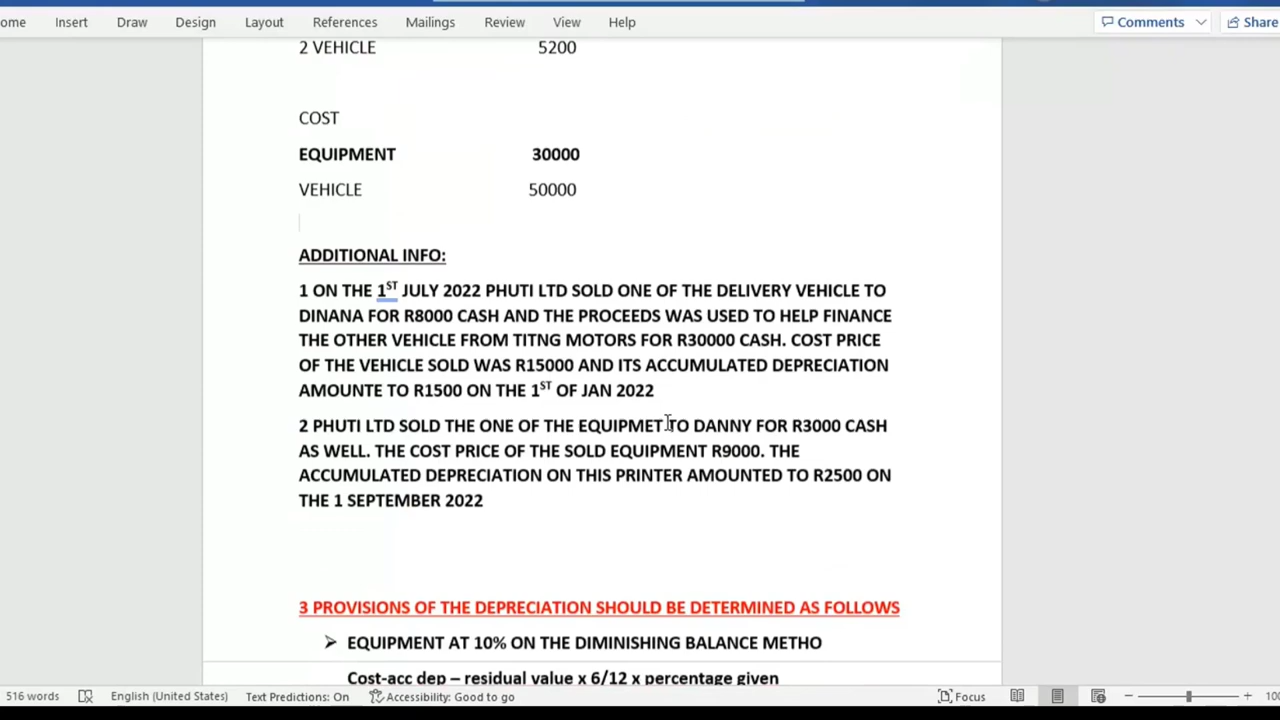 ome Insert Draw Design Layout References Mailings Review View Help Comments Share
2 VEHICLE 5200
COST
EQUIPMENT 30000
VEHICLE 50000
ADDITIONAL INFO:
1 ON THE 1ST JULY 2022 PHUTI LTD SOLD ONE OF THE DELIVERY VEHICLE TO
DINANA FOR R8000 CASH AND THE PROCEEDS WAS USED TO HELP FINANCE
THE OTHER VEHICLE FROM TITNG MOTORS FOR R30000 CASH. COST PRICE
OF THE VEHICLE SOLD WAS R15000 AND ITS ACCUMULATED DEPRECIATION
AMOUNTE TO R1500 ON THE 1ST OF JAN 2022
2 PHUTI LTD SOLD THE ONE OF THE EQUIPMET TO DANNY FOR R3000 CASH
AS WELL. THE COST PRICE OF THE SOLD EQUIPMENT R9000. THE
ACCUMULATED DEPRECIATION ON THIS PRINTER AMOUNTED TO R2500 ON
THE 1 SEPTEMBER 2022
3 PROVISIONS OF THE DEPRECIATION SHOULD BE DETERMINED AS FOLLOWS
➢ EQUIPMENT AT 10% ON THE DIMINISHING BALANCE METHO
Cost-acc dep – residual value x 6/12 x percentage given
516 words English (United States) Text Predictions: On Accessibility: Good to go Focus 100